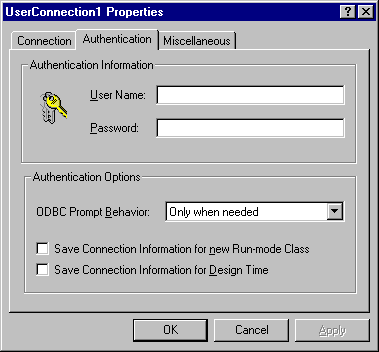 UserConnection1 Properties
Connection Authentication Miscellaneous
Authentication Information
User Name:
Password:
Authentication Options
ODBC Prompt Behavior: Only when needed
Save Connection Information for new Run-mode Class
Save Connection Information for Design Time
OK Cancel Apply